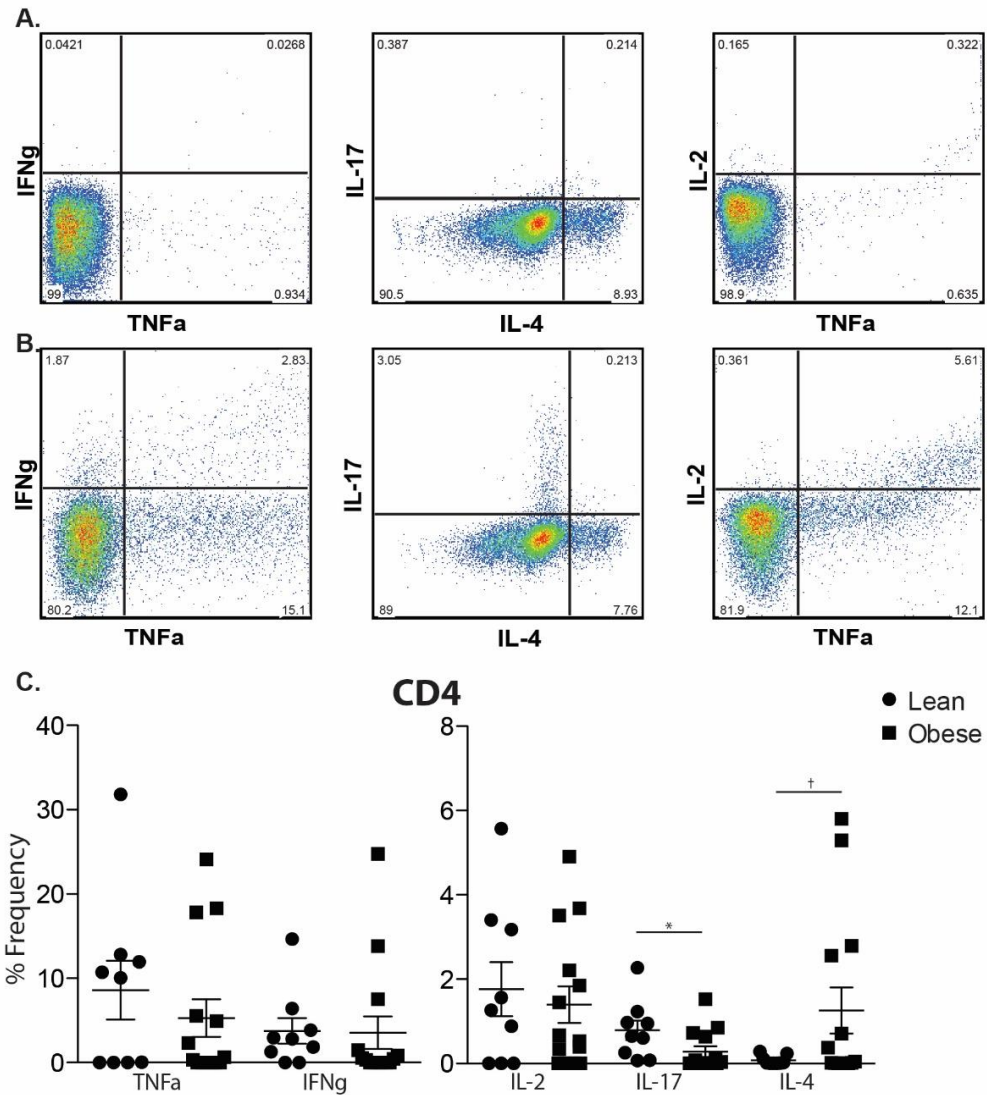 A.
0.0421 0.0268
IFNg
99 0.934
TNFa
0.387 0.214
IL-17
90.5 8.93
IL-4
0.165 0.322
IL-2
98.9 0.635
TNFa
B.
1.87 2.83
IFNg
80.2 15.1
TNFa
3.05 0.213
IL-17
89 7.76
IL-4
0.361 5.61
IL-2
81.9 12.1
TNFa
C.
CD4
Lean
Obese
% Frequency
40
30
20
10
0
TNFa IFNg
8
6
4
2
0
*
†
IL-2 IL-17 IL-4